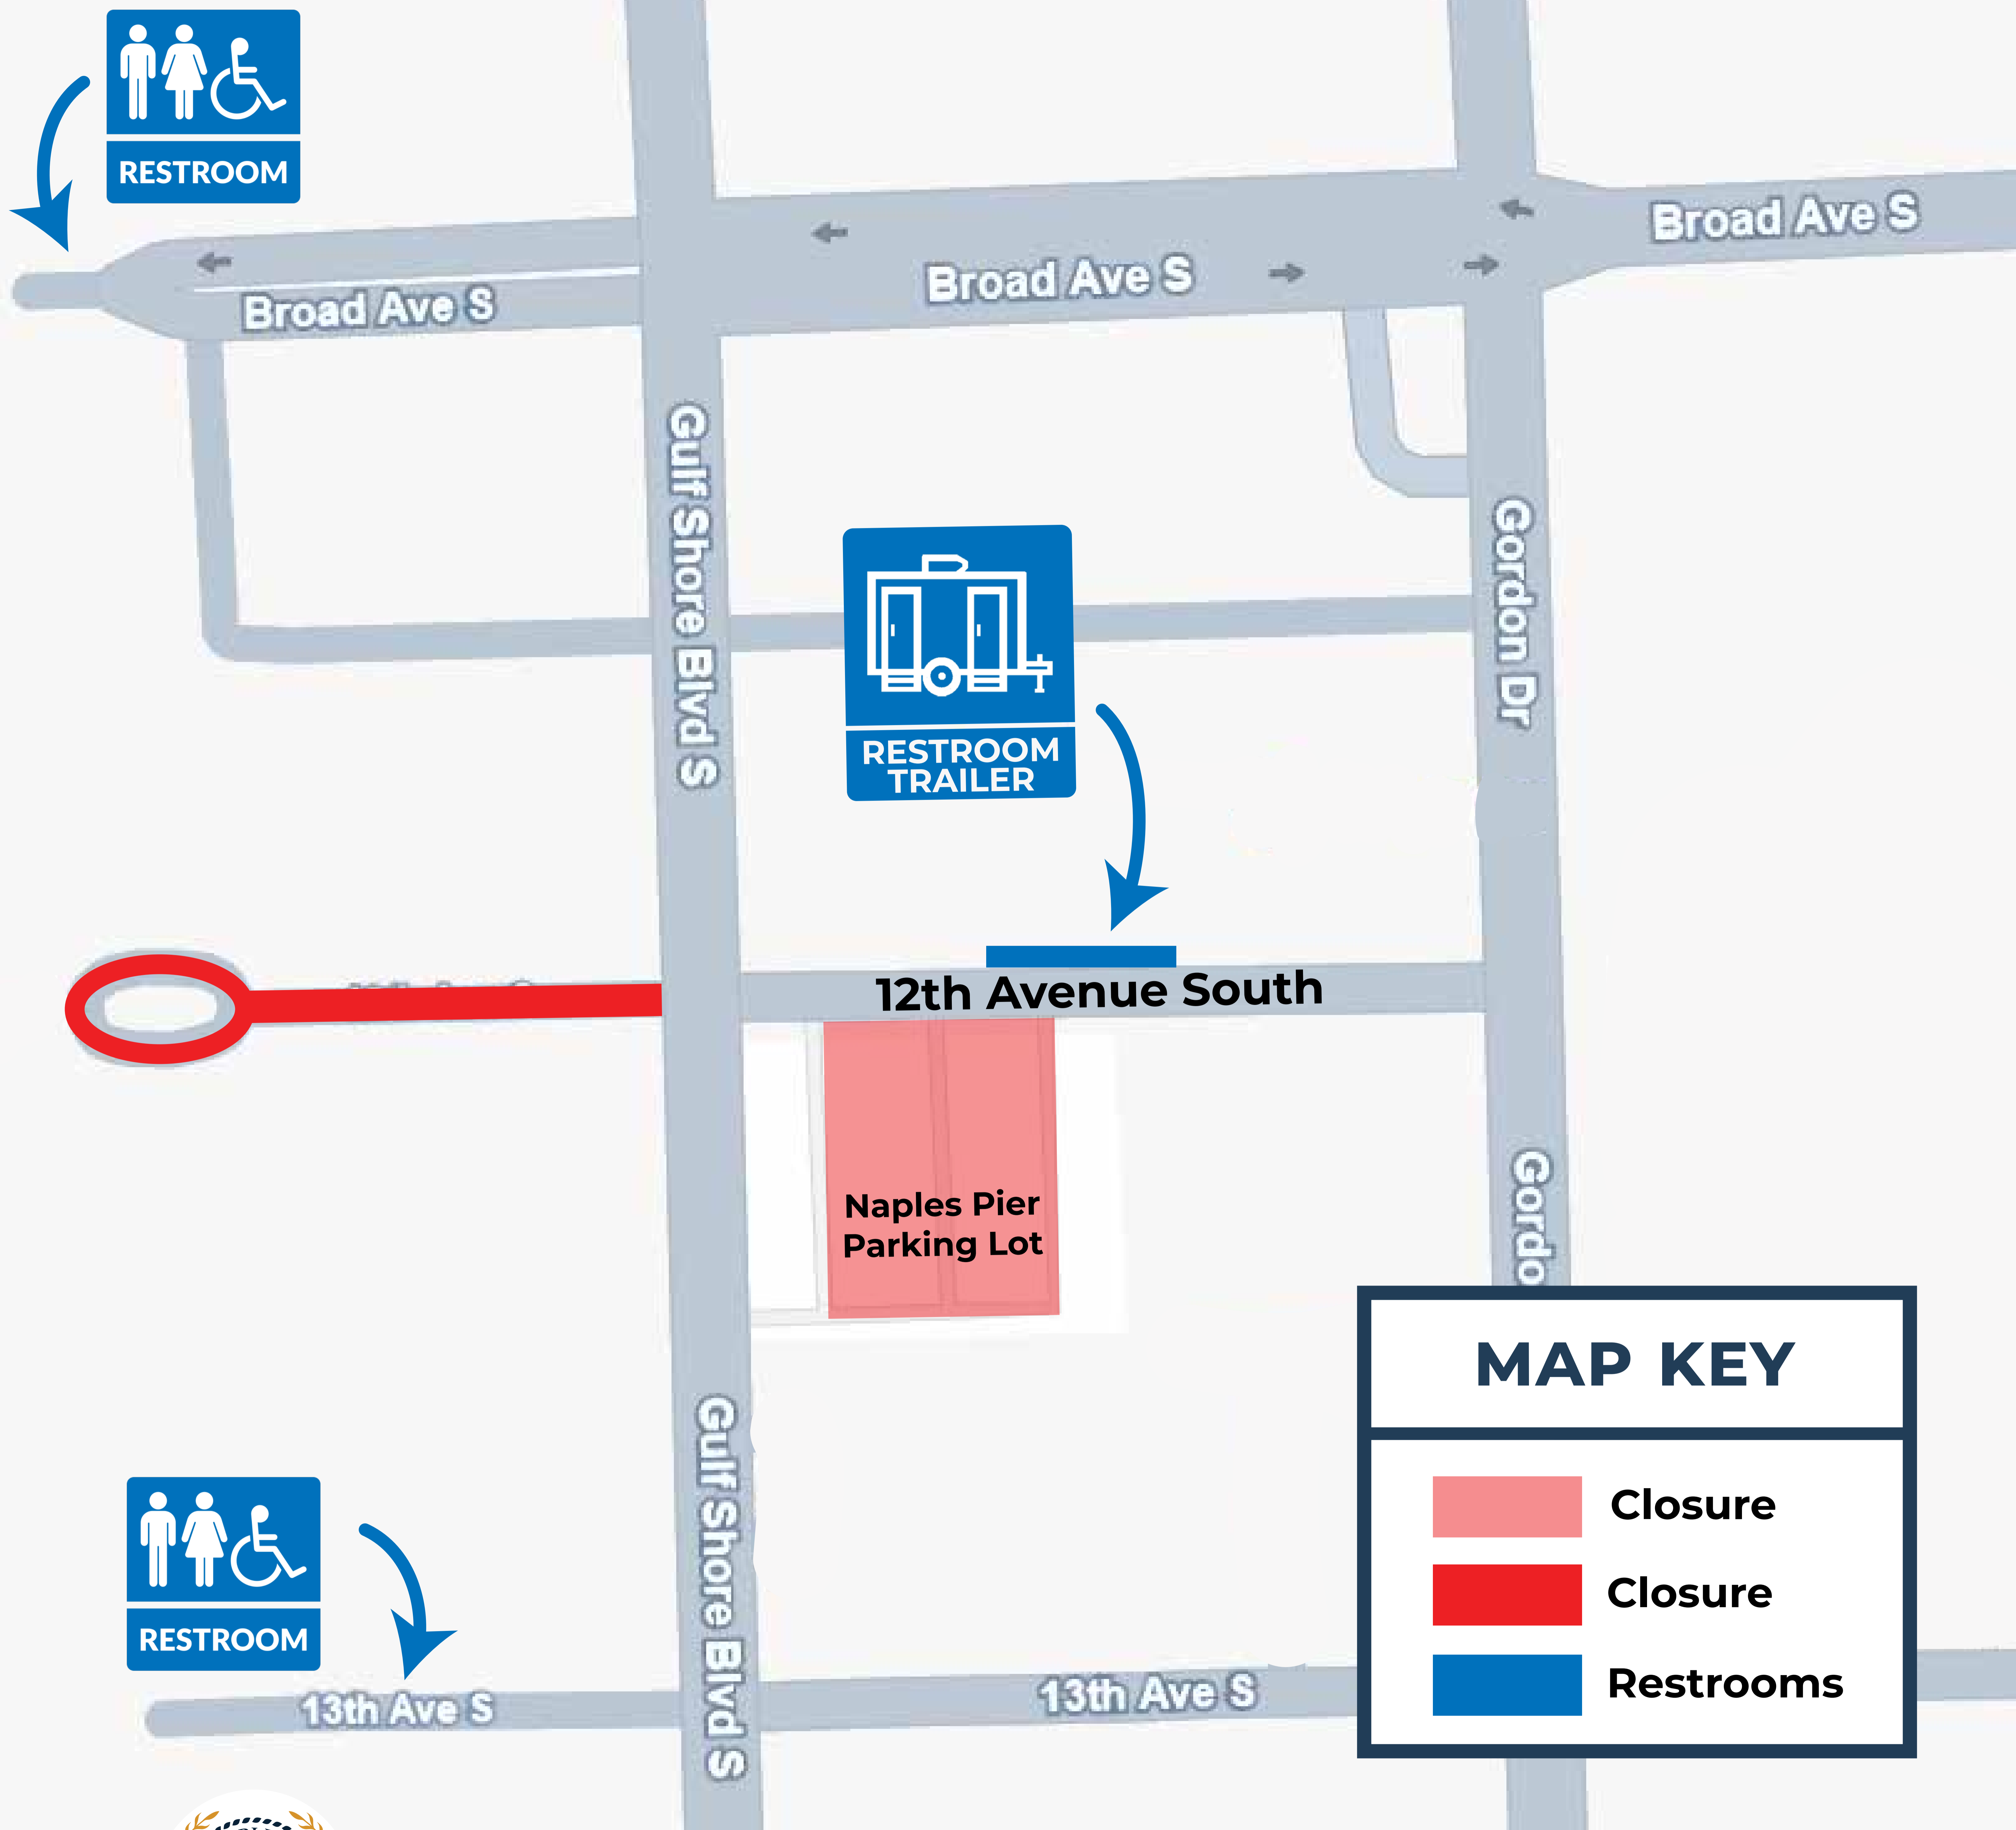 RESTROOM
Broad Ave S
Broad Ave S
Broad Ave S
Gulf Shore Blvd S
Gordon Dr
RESTROOM
TRAILER
12th Avenue South
Naples Pier
Parking Lot
Gordo
MAP KEY
Closure
Closure
Restrooms
Gulf Shore Blvd S
RESTROOM
13th Ave S
13th Ave S